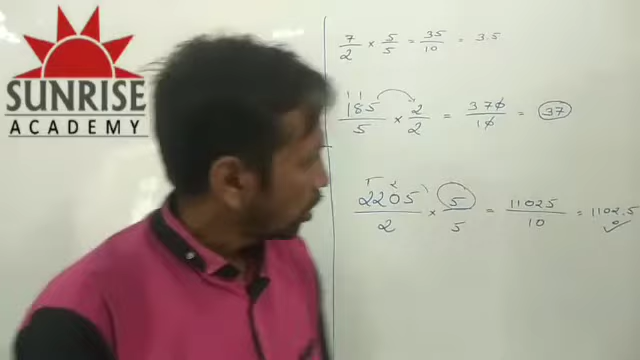 SUNRISE
ACADEMY
7/2 × 5/5 = 35/10 = 3.5
185/5 × 2/2 = 370/10 = 37
2205/2 × 5/5 = 11025/10 = 1102.5